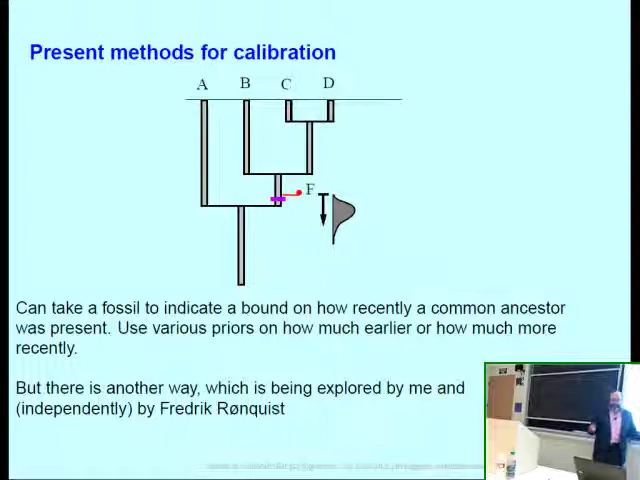 Present methods for calibration
A B C D
F
Can take a fossil to indicate a bound on how recently a common ancestor
was present. Use various priors on how much earlier or how much more
recently.
But there is another way, which is being explored by me and
(independently) by Fredrik Rønquist